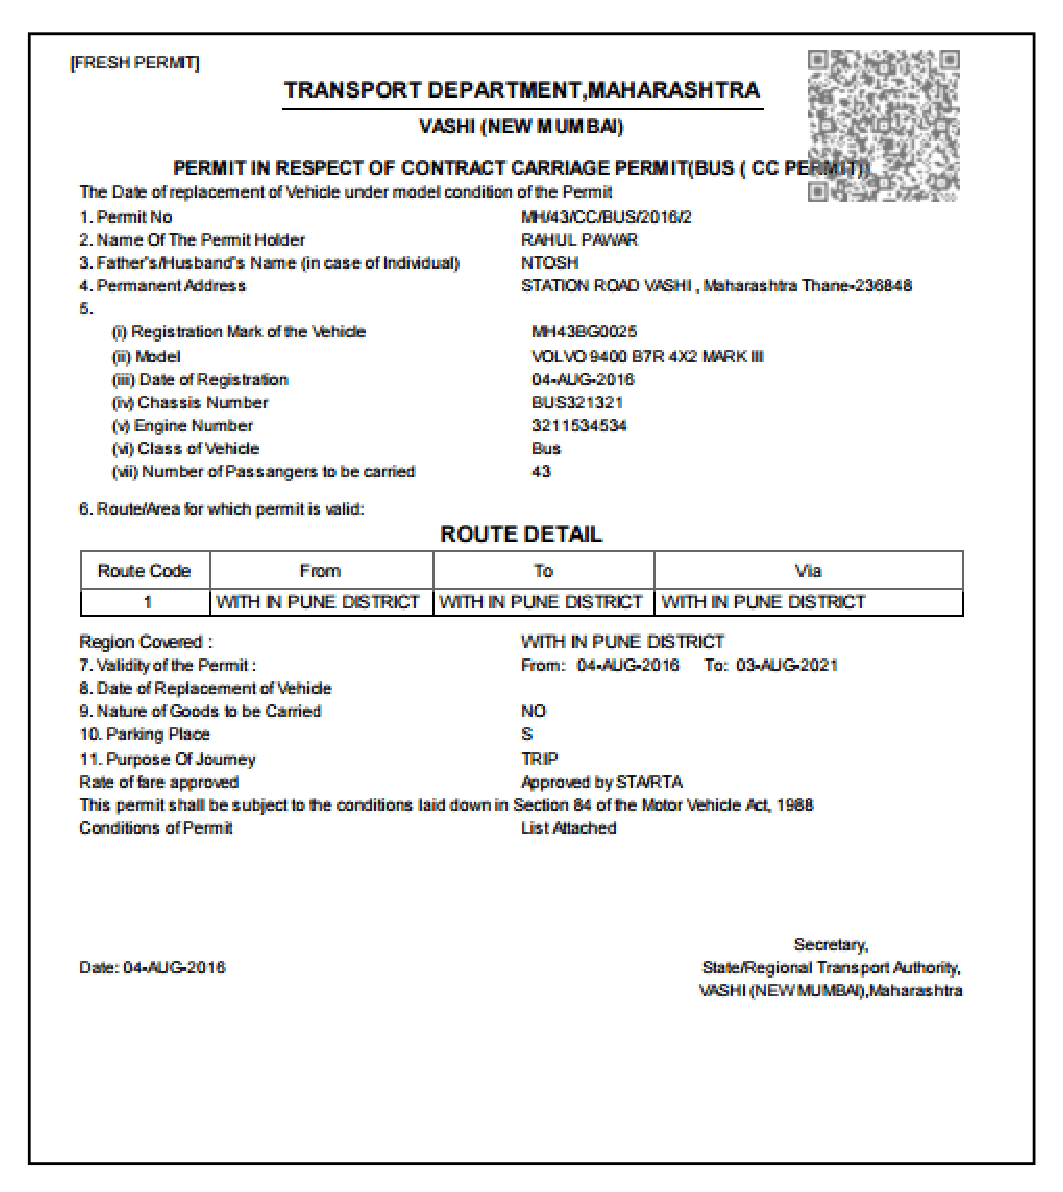 [FRESH PERMIT]
TRANSPORT DEPARTMENT,MAHARASHTRA
VASHI (NEW MUMBAI)
PERMIT IN RESPECT OF CONTRACT CARRIAGE PERMIT(BUS ( CC PERMIT))
The Date of replacement of Vehicle under model condition of the Permit
1. Permit No MH/43/CC/BUS/2016/2
2. Name Of The Permit Holder RAHUL PAWAR
3. Father's/Husband's Name (in case of Individual) NTOSH
4. Permanent Address STATION ROAD VASHI , Maharashtra Thane-236848
5.
(i) Registration Mark of the Vehicle MH43BG0025
(ii) Model VOLVO 9400 B7R 4X2 MARK III
(iii) Date of Registration 04-AUG-2016
(iv) Chassis Number BUS321321
(v) Engine Number 3211534534
(vi) Class of Vehicle Bus
(vii) Number of Passangers to be carried 43
6. Route/Area for which permit is valid:
ROUTE DETAIL
Route Code From To Via
1 WITH IN PUNE DISTRICT WITH IN PUNE DISTRICT WITH IN PUNE DISTRICT
Region Covered : WITH IN PUNE DISTRICT
7. Validity of the Permit : From: 04-AUG-2016 To: 03-AUG-2021
8. Date of Replacement of Vehicle
9. Nature of Goods to be Carried NO
10. Parking Place S
11. Purpose Of Journey TRIP
Rate of fare approved Approved by STA/RTA
This permit shall be subject to the conditions laid down in Section 84 of the Motor Vehicle Act, 1988
Conditions of Permit List Attached
Secretary,
Date: 04-AUG-2016 State/Regional Transport Authority,
VASHI (NEW MUMBAI),Maharashtra